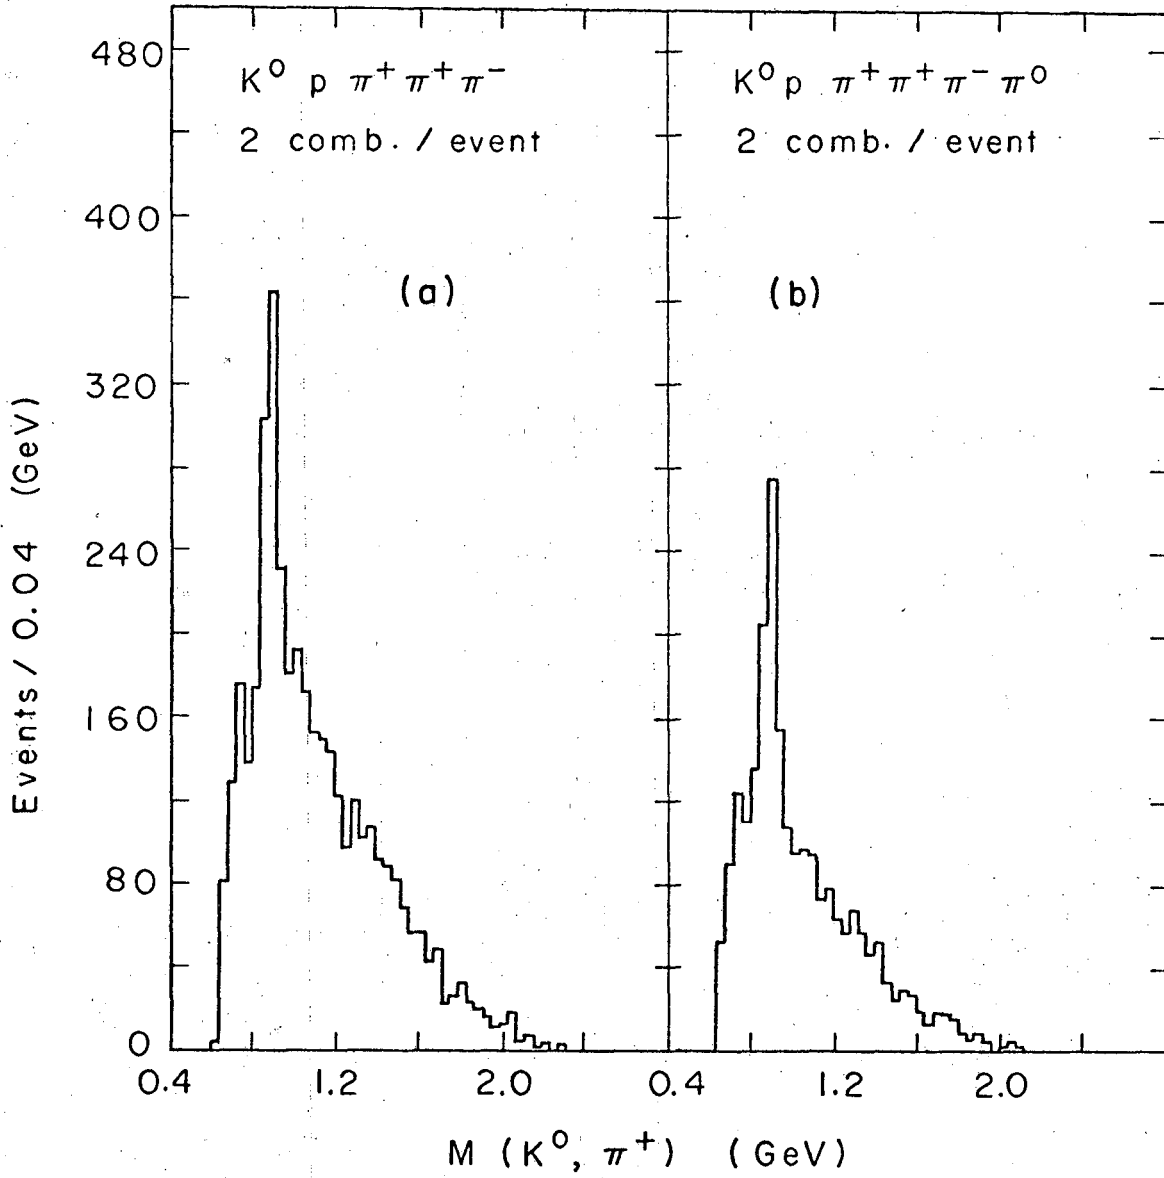 480
400
320
240
160
80
0
Events / 0.04 (GeV)
K⁰ p π⁺ π⁺ π⁻
2 comb. / event
(a)
K⁰ p π⁺ π⁺ π⁻ π⁰
2 comb. / event
(b)
0.4 1.2 2.0 0.4 1.2 2.0
M (K⁰, π⁺) (GeV)